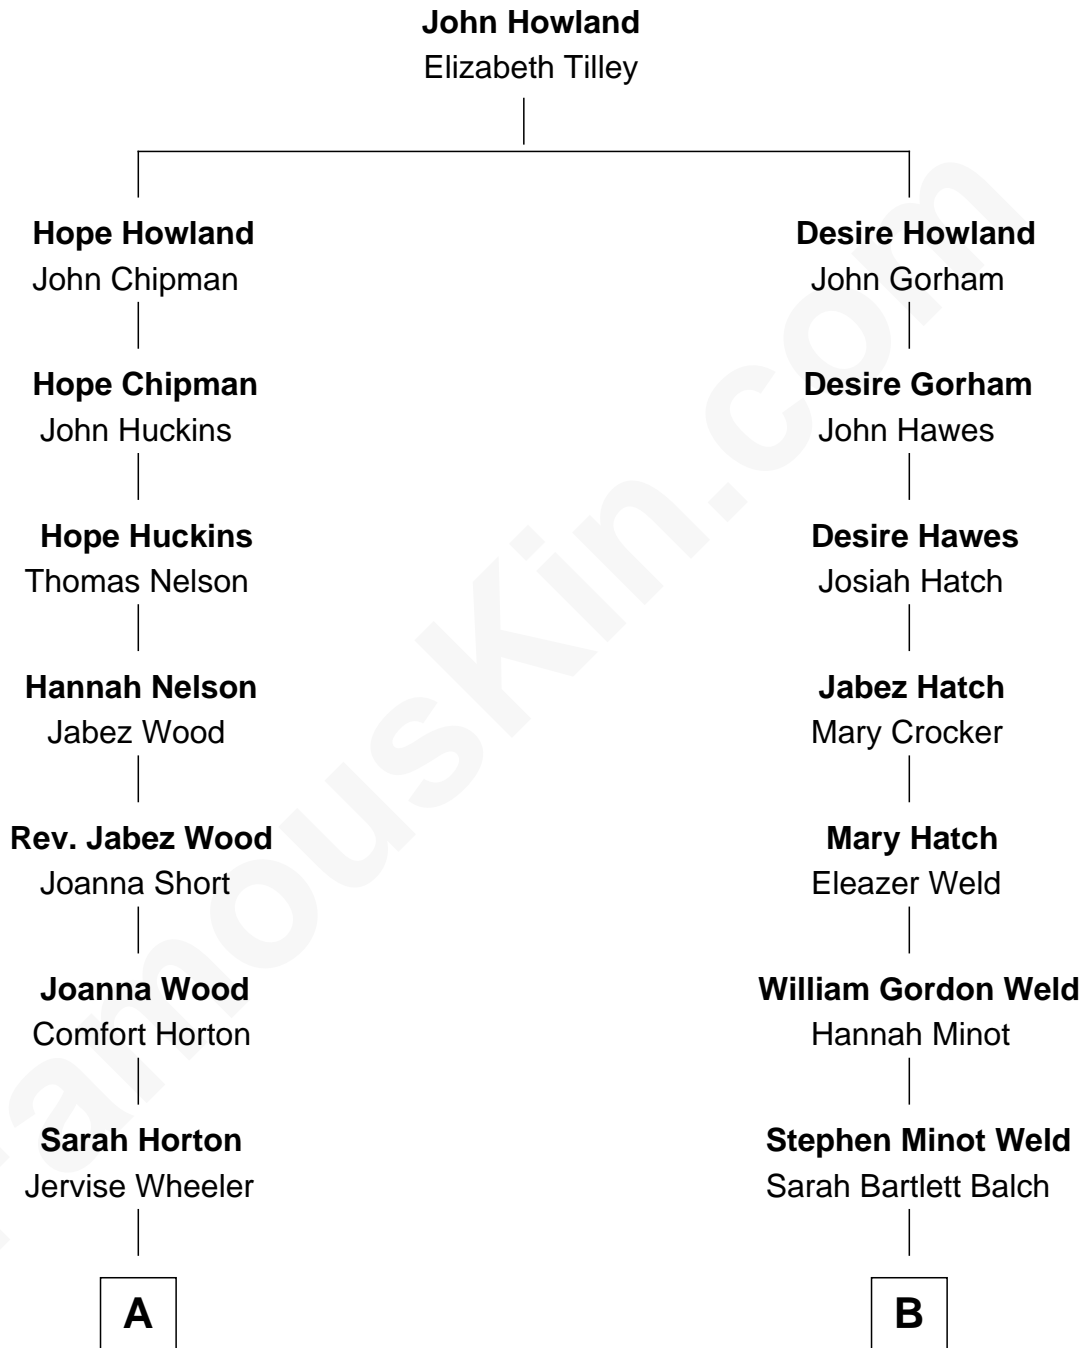 John Howland
Elizabeth Tilley
Hope Howland
John Chipman
Desire Howland
John Gorham
Hope Chipman
John Huckins
Desire Gorham
John Hawes
Hope Huckins
Thomas Nelson
Desire Hawes
Josiah Hatch
Hannah Nelson
Jabez Wood
Jabez Hatch
Mary Crocker
Rev. Jabez Wood
Joanna Short
Mary Hatch
Eleazer Weld
Joanna Wood
Comfort Horton
William Gordon Weld
Hannah Minot
Sarah Horton
Jervise Wheeler
Stephen Minot Weld
Sarah Bartlett Balch
A
B
FamousKin.com